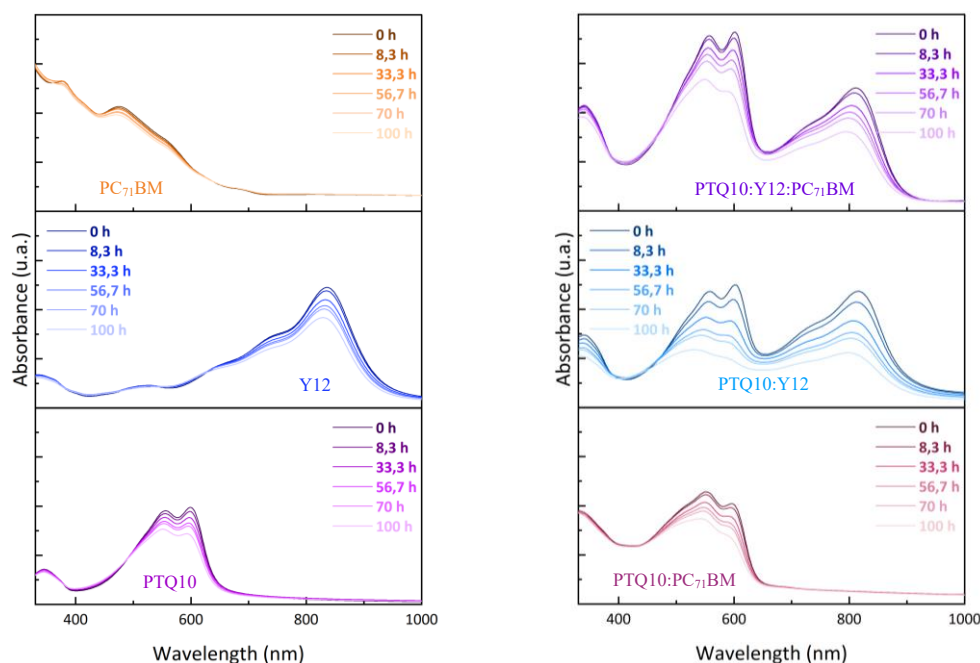 0 h
8,3 h
33,3 h
56,7 h
70 h
100 h
PC₇₁BM
0 h
8,3 h
33,3 h
56,7 h
70 h
100 h
Y12
0 h
8,3 h
33,3 h
56,7 h
70 h
100 h
PTQ10
Absorbance (u.a.)
400
600
800
1000
Wavelength (nm)
0 h
8,3 h
33,3 h
56,7 h
70 h
100 h
PTQ10:Y12:PC₇₁BM
0 h
8,3 h
33,3 h
56,7 h
70 h
100 h
PTQ10:Y12
0 h
8,3 h
33,3 h
56,7 h
70 h
100 h
PTQ10:PC₇₁BM
Absorbance (u.a.)
400
600
800
1000
Wavelength (nm)